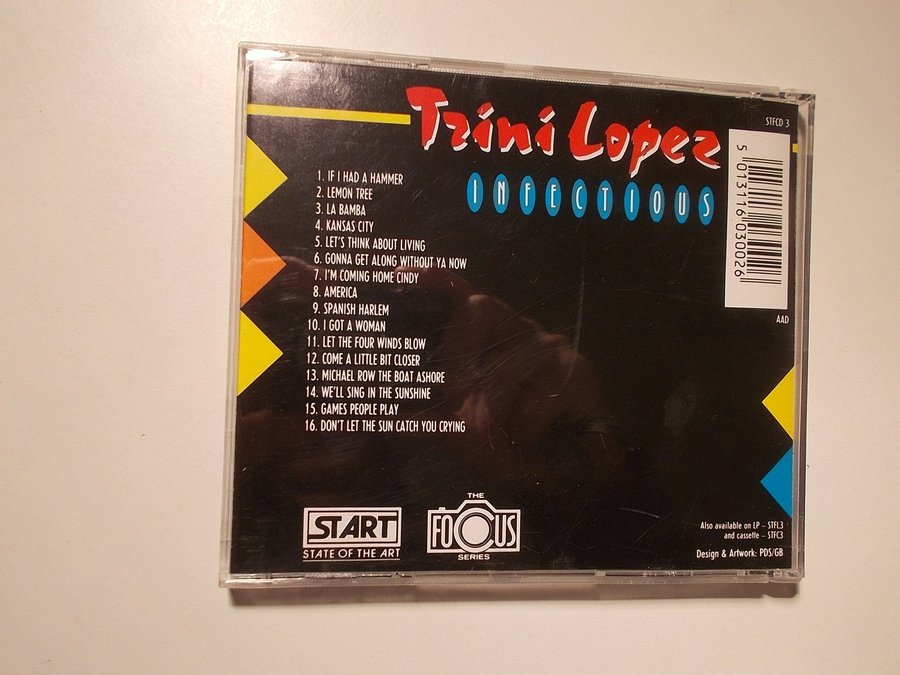 Trini Lopez
INFECTIOUS
STFCD 3
5 013116 030026
AAD
1. IF I HAD A HAMMER
2. LEMON TREE
3. LA BAMBA
4. KANSAS CITY
5. LET'S THINK ABOUT LIVING
6. GONNA GET ALONG WITHOUT YA NOW
7. I'M COMING HOME CINDY
8. AMERICA
9. SPANISH HARLEM
10. I GOT A WOMAN
11. LET THE FOUR WINDS BLOW
12. COME A LITTLE BIT CLOSER
13. MICHAEL ROW THE BOAT ASHORE
14. WE'LL SING IN THE SUNSHINE
15. GAMES PEOPLE PLAY
16. DON'T LET THE SUN CATCH YOU CRYING
START
STATE OF THE ART
THE
FOCUS
SERIES
Also available on LP – STFL3
and cassette – STFC3
Design & Artwork: PDS/GB